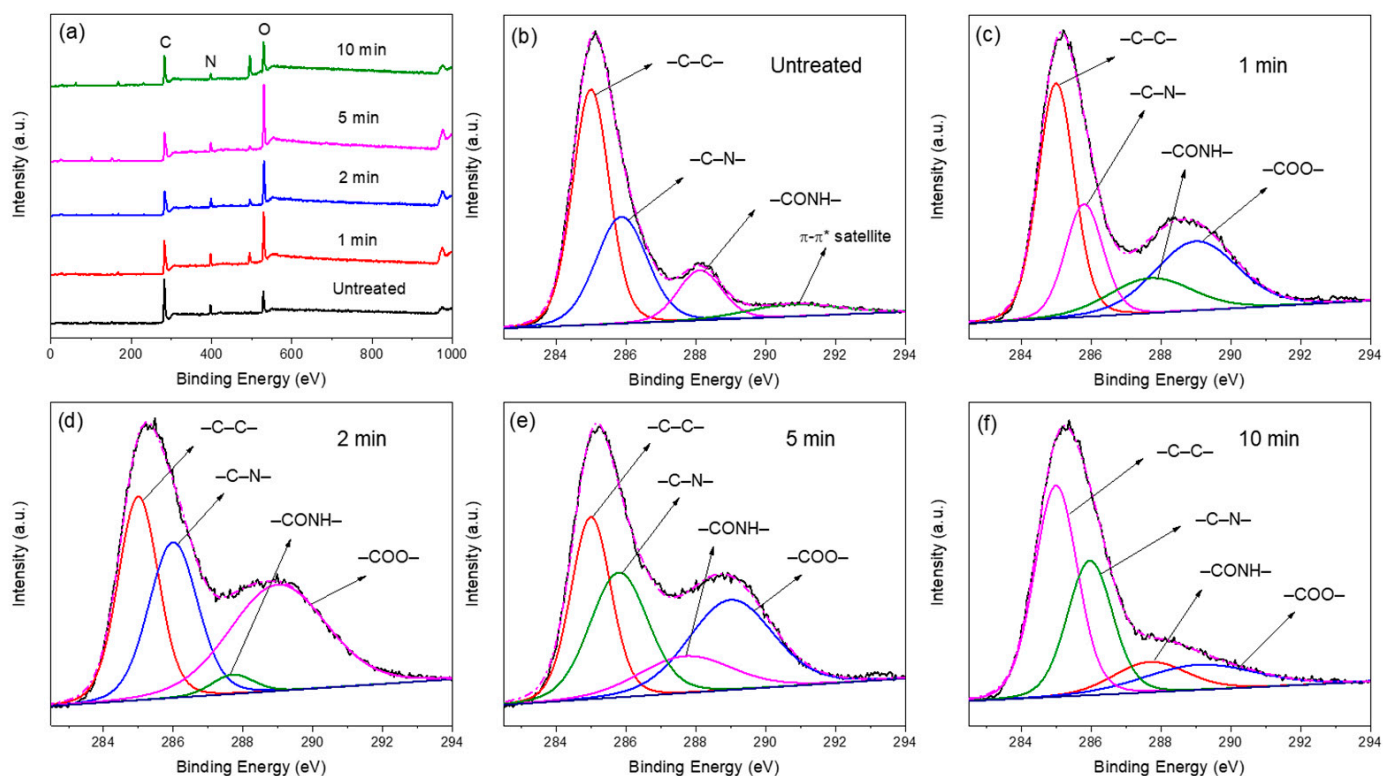 (a)
C
N
O
10 min
5 min
2 min
1 min
Untreated
Intensity (a.u.)
0 200 400 600 800 1000
Binding Energy (eV)
(b)
Untreated
–C–C–
–C–N–
–CONH–
π-π* satellite
Intensity (a.u.)
284 286 288 290 292 294
Binding Energy (eV)
(c)
1 min
–C–C–
–C–N–
–CONH–
–COO–
Intensity (a.u.)
284 286 288 290 292 294
Binding Energy (eV)
(d)
2 min
–C–C–
–C–N–
–CONH–
–COO–
Intensity (a.u.)
284 286 288 290 292 294
Binding Energy (eV)
(e)
5 min
–C–C–
–C–N–
–CONH–
–COO–
Intensity (a.u.)
284 286 288 290 292 294
Binding Energy (eV)
(f)
10 min
–C–C–
–C–N–
–CONH–
–COO–
Intensity (a.u.)
284 286 288 290 292 294
Binding Energy (eV)